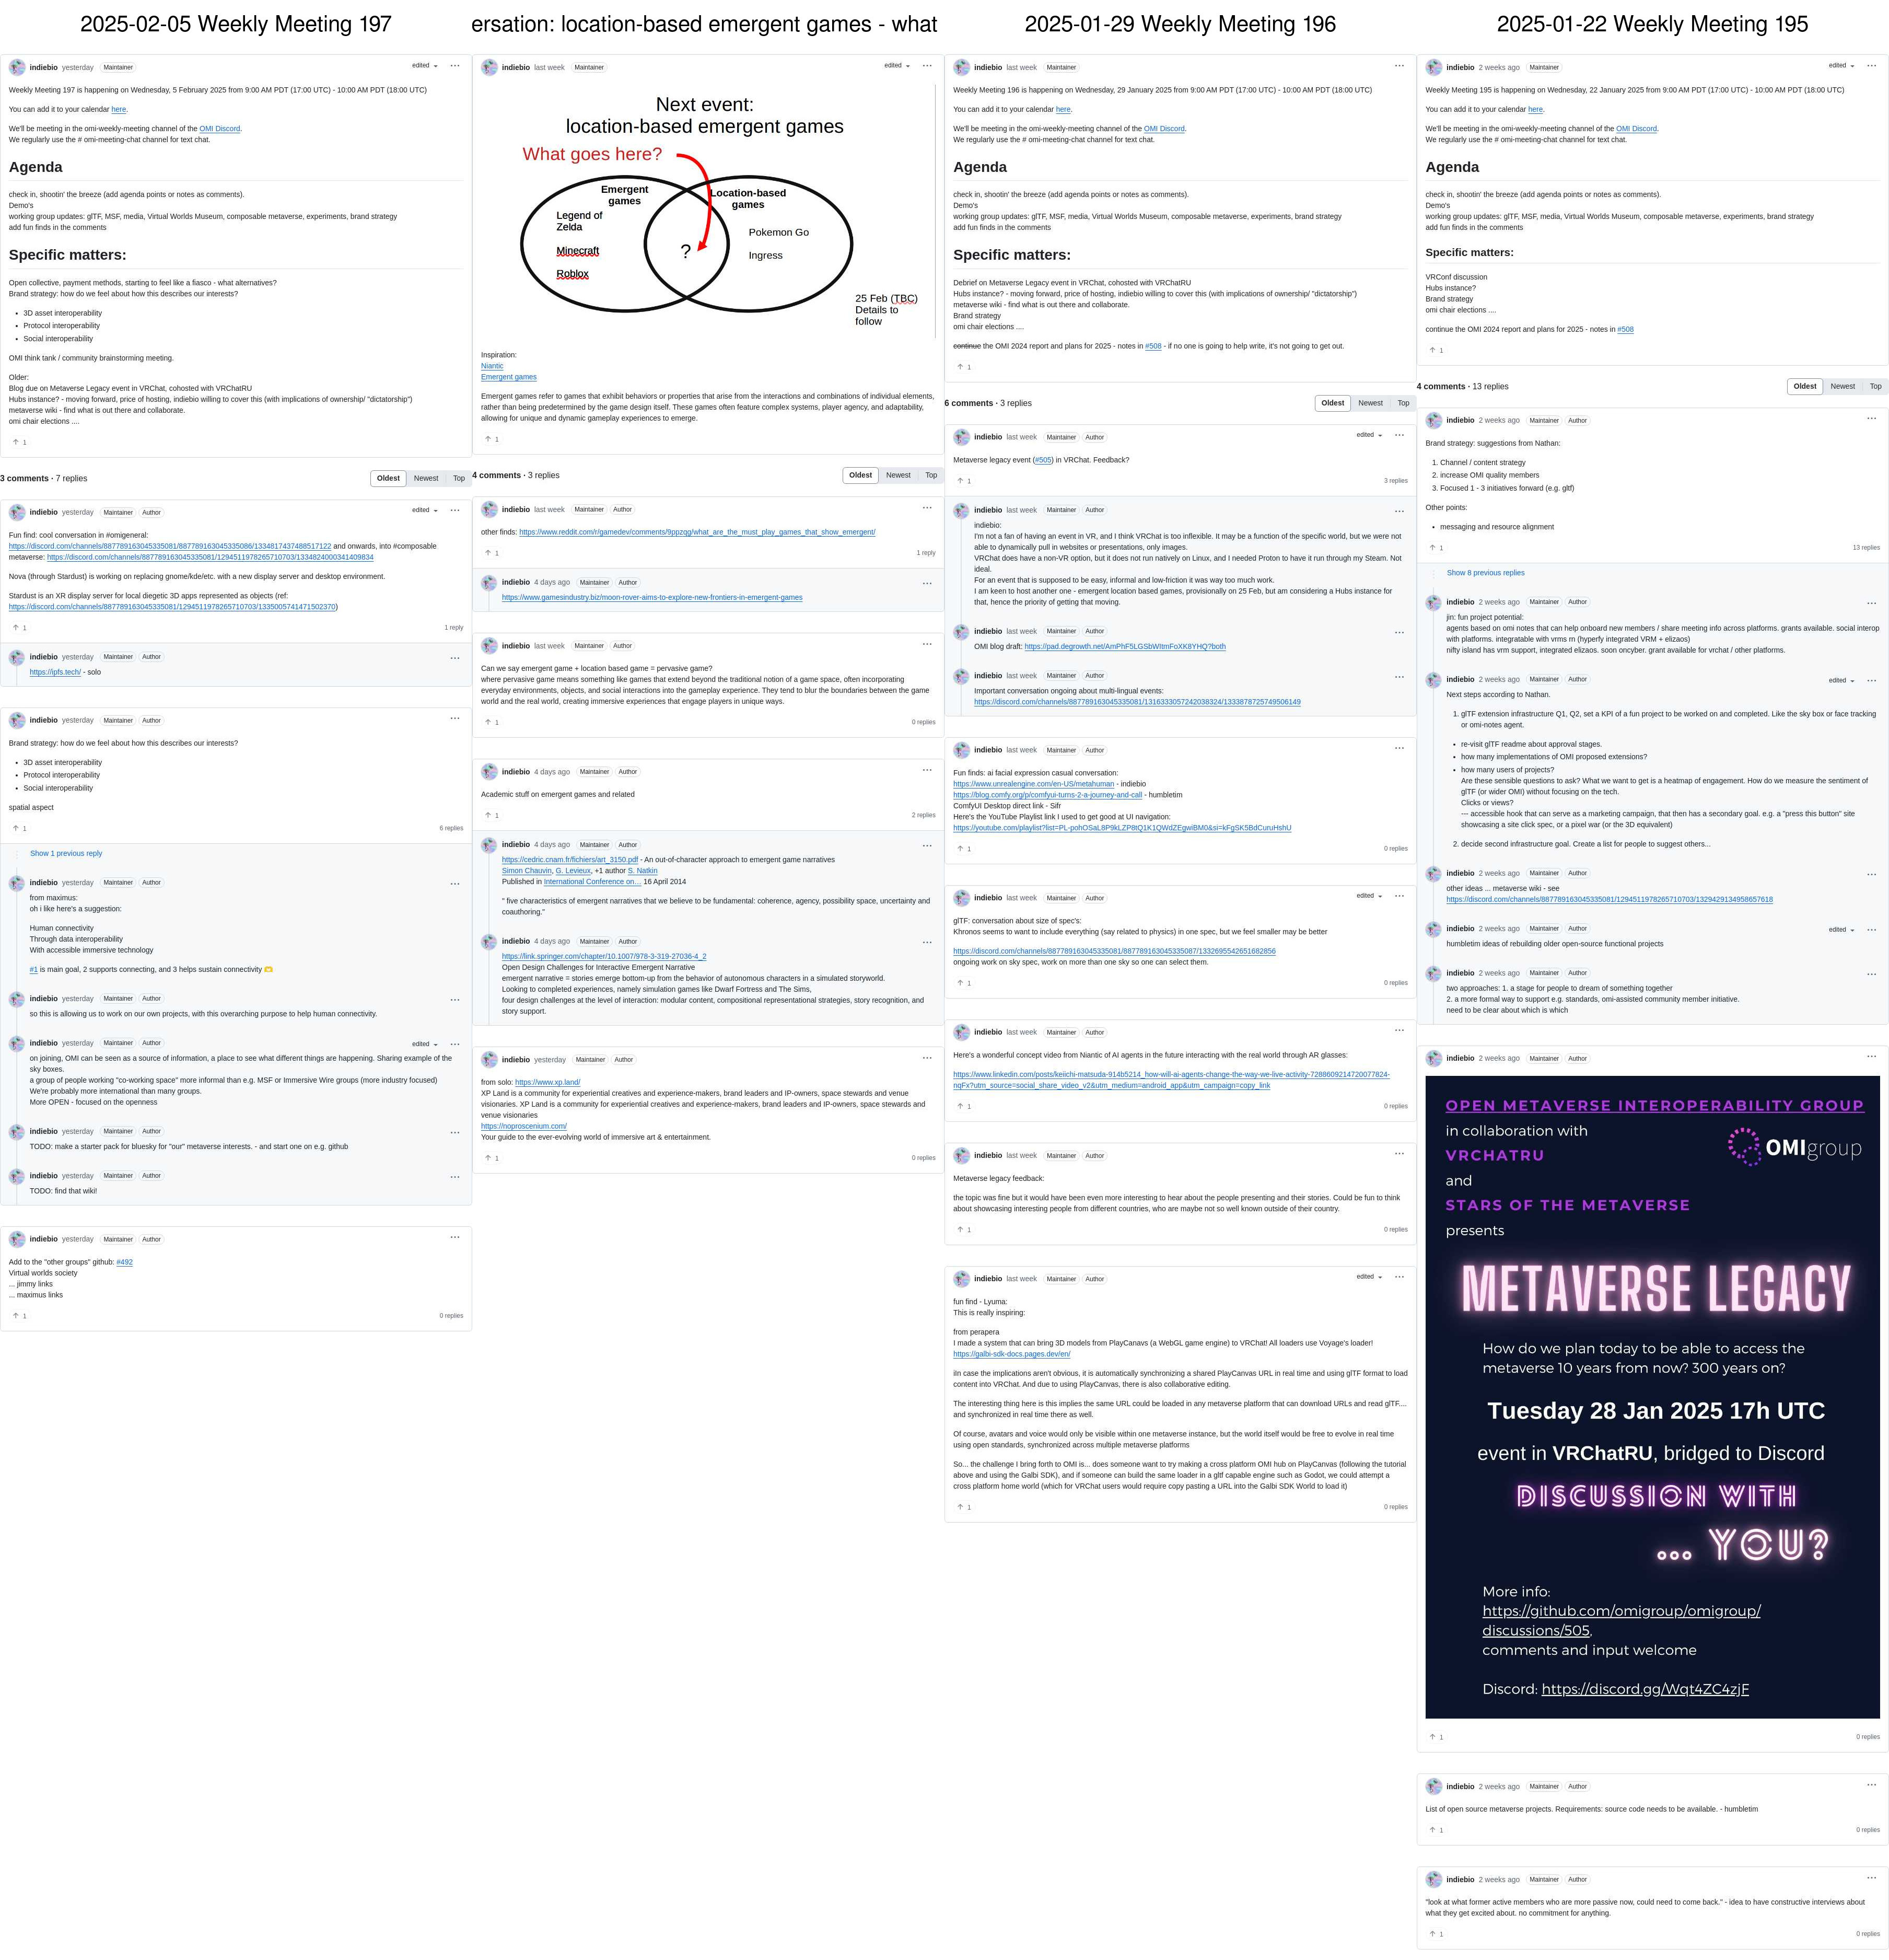 2025-02-05 Weekly Meeting 197
indiebio yesterday Maintainer edited
Weekly Meeting 197 is happening on Wednesday, 5 February 2025 from 9:00 AM PDT (17:00 UTC) - 10:00 AM PDT (18:00 UTC)
You can add it to your calendar here.
We'll be meeting in the omi-weekly-meeting channel of the OMI Discord.
We regularly use the # omi-meeting-chat channel for text chat.
Agenda
check in, shootin' the breeze (add agenda points or notes as comments).
Demo's
working group updates: glTF, MSF, media, Virtual Worlds Museum, composable metaverse, experiments, brand strategy
add fun finds in the comments
Specific matters:
Open collective, payment methods, starting to feel like a fiasco - what alternatives?
Brand strategy: how do we feel about how this describes our interests?
• 3D asset interoperability
• Protocol interoperability
• Social interoperability
OMI think tank / community brainstorming meeting.
Older:
Blog due on Metaverse Legacy event in VRChat, cohosted with VRChatRU
Hubs instance? - moving forward, price of hosting, indiebio willing to cover this (with implications of ownership/ "dictatorship")
metaverse wiki - find what is out there and collaborate.
omi chair elections ....
↑ 1
3 comments · 7 replies Oldest Newest Top
indiebio yesterday Maintainer Author edited
Fun find: cool conversation in #omigeneral:
https://discord.com/channels/887789163045335081/887789163045335086/1334817437488517122 and onwards, into #composable
metaverse: https://discord.com/channels/887789163045335081/1294511978265710703/1334824000341409834
Nova (through Stardust) is working on replacing gnome/kde/etc. with a new display server and desktop environment.
Stardust is an XR display server for local diegetic 3D apps represented as objects (ref:
https://discord.com/channels/887789163045335081/1294511978265710703/1335005741471502370)
↑ 1 1 reply
indiebio yesterday Maintainer Author
https://ipfs.tech/ - solo
indiebio yesterday Maintainer Author
Brand strategy: how do we feel about how this describes our interests?
• 3D asset interoperability
• Protocol interoperability
• Social interoperability
spatial aspect
↑ 1 6 replies
Show 1 previous reply
indiebio yesterday Maintainer Author
from maximus:
oh i like here's a suggestion:
Human connectivity
Through data interoperability
With accessible immersive technology
#1 is main goal, 2 supports connecting, and 3 helps sustain connectivity 🫶
indiebio yesterday Maintainer Author
so this is allowing us to work on our own projects, with this overarching purpose to help human connectivity.
indiebio yesterday Maintainer Author edited
on joining, OMI can be seen as a source of information, a place to see what different things are happening. Sharing example of the
sky boxes.
a group of people working "co-working space" more informal than e.g. MSF or Immersive Wire groups (more industry focused)
We're probably more international than many groups.
More OPEN - focused on the openness
indiebio yesterday Maintainer Author
TODO: make a starter pack for bluesky for "our" metaverse interests. - and start one on e.g. github
indiebio yesterday Maintainer Author
TODO: find that wiki!
indiebio yesterday Maintainer Author
Add to the "other groups" github: #492
Virtual worlds society
... jimmy links
... maximus links
↑ 1 0 replies
ersation: location-based emergent games - what
indiebio last week Maintainer edited
Next event:
location-based emergent games
What goes here?
Emergent
games
Location-based
games
Legend of
Zelda
Minecraft
Roblox
?
Pokemon Go
Ingress
25 Feb (TBC)
Details to
follow
Inspiration:
Niantic
Emergent games
Emergent games refer to games that exhibit behaviors or properties that arise from the interactions and combinations of individual elements,
rather than being predetermined by the game design itself. These games often feature complex systems, player agency, and adaptability,
allowing for unique and dynamic gameplay experiences to emerge.
↑ 1
4 comments · 3 replies Oldest Newest Top
indiebio last week Maintainer Author
other finds: https://www.reddit.com/r/gamedev/comments/9ppzqg/what_are_the_must_play_games_that_show_emergent/
↑ 1 1 reply
indiebio 4 days ago Maintainer Author
https://www.gamesindustry.biz/moon-rover-aims-to-explore-new-frontiers-in-emergent-games
indiebio last week Maintainer Author
Can we say emergent game + location based game = pervasive game?
where pervasive game means something like games that extend beyond the traditional notion of a game space, often incorporating
everyday environments, objects, and social interactions into the gameplay experience. They tend to blur the boundaries between the game
world and the real world, creating immersive experiences that engage players in unique ways.
↑ 1 0 replies
indiebio 4 days ago Maintainer Author
Academic stuff on emergent games and related
↑ 1 2 replies
indiebio 4 days ago Maintainer Author
https://cedric.cnam.fr/fichiers/art_3150.pdf - An out-of-character approach to emergent game narratives
Simon Chauvin, G. Levieux, +1 author S. Natkin
Published in International Conference on… 16 April 2014
" five characteristics of emergent narratives that we believe to be fundamental: coherence, agency, possibility space, uncertainty and
coauthoring."
indiebio 4 days ago Maintainer Author
https://link.springer.com/chapter/10.1007/978-3-319-27036-4_2
Open Design Challenges for Interactive Emergent Narrative
emergent narrative = stories emerge bottom-up from the behavior of autonomous characters in a simulated storyworld.
Looking to completed experiences, namely simulation games like Dwarf Fortress and The Sims,
four design challenges at the level of interaction: modular content, compositional representational strategies, story recognition, and
story support.
indiebio yesterday Maintainer Author
from solo: https://www.xp.land/
XP Land is a community for experiential creatives and experience-makers, brand leaders and IP-owners, space stewards and venue
visionaries. XP Land is a community for experiential creatives and experience-makers, brand leaders and IP-owners, space stewards and
venue visionaries
https://noproscenium.com/
Your guide to the ever-evolving world of immersive art & entertainment.
↑ 1 0 replies
2025-01-29 Weekly Meeting 196
indiebio last week Maintainer
Weekly Meeting 196 is happening on Wednesday, 29 January 2025 from 9:00 AM PDT (17:00 UTC) - 10:00 AM PDT (18:00 UTC)
You can add it to your calendar here.
We'll be meeting in the omi-weekly-meeting channel of the OMI Discord.
We regularly use the # omi-meeting-chat channel for text chat.
Agenda
check in, shootin' the breeze (add agenda points or notes as comments).
Demo's
working group updates: glTF, MSF, media, Virtual Worlds Museum, composable metaverse, experiments, brand strategy
add fun finds in the comments
Specific matters:
Debrief on Metaverse Legacy event in VRChat, cohosted with VRChatRU
Hubs instance? - moving forward, price of hosting, indiebio willing to cover this (with implications of ownership/ "dictatorship")
metaverse wiki - find what is out there and collaborate.
Brand strategy
omi chair elections ....
continue the OMI 2024 report and plans for 2025 - notes in #508 - if no one is going to help write, it's not going to get out.
↑ 1
6 comments · 3 replies Oldest Newest Top
indiebio last week Maintainer Author edited
Metaverse legacy event (#505) in VRChat. Feedback?
↑ 1 3 replies
indiebio last week Maintainer Author
indiebio:
I'm not a fan of having an event in VR, and I think VRChat is too inflexible. It may be a function of the specific world, but we were not
able to dynamically pull in websites or presentations, only images.
VRChat does have a non-VR option, but it does not run natively on Linux, and I needed Proton to have it run through my Steam. Not
ideal.
For an event that is supposed to be easy, informal and low-friction it was way too much work.
I am keen to host another one - emergent location based games, provisionally on 25 Feb, but am considering a Hubs instance for
that, hence the priority of getting that moving.
indiebio last week Maintainer Author
OMI blog draft: https://pad.degrowth.net/AmPhF5LGSbWItmFoXK8YHQ?both
indiebio last week Maintainer Author
Important conversation ongoing about multi-lingual events:
https://discord.com/channels/887789163045335081/1316333057242038324/1333878725749506149
indiebio last week Maintainer Author
Fun finds: ai facial expression casual conversation:
https://www.unrealengine.com/en-US/metahuman - indiebio
https://blog.comfy.org/p/comfyui-turns-2-a-journey-and-call - humbletim
ComfyUI Desktop direct link - Sifr
Here's the YouTube Playlist link I used to get good at UI navigation:
https://youtube.com/playlist?list=PL-pohOSaL8P9kLZP8tQ1K1QWdZEgwiBM0&si=kFgSK5BdCuruHshU
↑ 1 0 replies
indiebio last week Maintainer Author edited
glTF: conversation about size of spec's:
Khronos seems to want to include everything (say related to physics) in one spec, but we feel smaller may be better
https://discord.com/channels/887789163045335081/887789163045335087/1332695542651682856
ongoing work on sky spec, work on more than one sky so one can select them.
↑ 1 0 replies
indiebio last week Maintainer Author
Here's a wonderful concept video from Niantic of AI agents in the future interacting with the real world through AR glasses:
https://www.linkedin.com/posts/keiichi-matsuda-914b5214_how-will-ai-agents-change-the-way-we-live-activity-7288609214720077824-
nqFx?utm_source=social_share_video_v2&utm_medium=android_app&utm_campaign=copy_link
↑ 1 0 replies
indiebio last week Maintainer Author
Metaverse legacy feedback:
the topic was fine but it would have been even more interesting to hear about the people presenting and their stories. Could be fun to think
about showcasing interesting people from different countries, who are maybe not so well known outside of their country.
↑ 1 0 replies
indiebio last week Maintainer Author edited
fun find - Lyuma:
This is really inspiring:
from perapera
I made a system that can bring 3D models from PlayCanavs (a WebGL game engine) to VRChat! All loaders use Voyage's loader!
https://galbi-sdk-docs.pages.dev/en/
iIn case the implications aren't obvious, it is automatically synchronizing a shared PlayCanvas URL in real time and using glTF format to load
content into VRChat. And due to using PlayCanvas, there is also collaborative editing.
The interesting thing here is this implies the same URL could be loaded in any metaverse platform that can download URLs and read glTF....
and synchronized in real time there as well.
Of course, avatars and voice would only be visible within one metaverse instance, but the world itself would be free to evolve in real time
using open standards, synchronized across multiple metaverse platforms
So... the challenge I bring forth to OMI is... does someone want to try making a cross platform OMI hub on PlayCanvas (following the tutorial
above and using the Galbi SDK), and if someone can build the same loader in a gltf capable engine such as Godot, we could attempt a
cross platform home world (which for VRChat users would require copy pasting a URL into the Galbi SDK World to load it)
↑ 1 0 replies
2025-01-22 Weekly Meeting 195
indiebio 2 weeks ago Maintainer edited
Weekly Meeting 195 is happening on Wednesday, 22 January 2025 from 9:00 AM PDT (17:00 UTC) - 10:00 AM PDT (18:00 UTC)
You can add it to your calendar here.
We'll be meeting in the omi-weekly-meeting channel of the OMI Discord.
We regularly use the # omi-meeting-chat channel for text chat.
Agenda
check in, shootin' the breeze (add agenda points or notes as comments).
Demo's
working group updates: glTF, MSF, media, Virtual Worlds Museum, composable metaverse, experiments, brand strategy
add fun finds in the comments
Specific matters:
VRConf discussion
Hubs instance?
Brand strategy
omi chair elections ....
continue the OMI 2024 report and plans for 2025 - notes in #508
↑ 1
4 comments · 13 replies Oldest Newest Top
indiebio 2 weeks ago Maintainer Author
Brand strategy: suggestions from Nathan:
1. Channel / content strategy
2. increase OMI quality members
3. Focused 1 - 3 initiatives forward (e.g. gltf)
Other points:
• messaging and resource alignment
↑ 1 13 replies
Show 8 previous replies
indiebio 2 weeks ago Maintainer Author
jin: fun project potential:
agents based on omi notes that can help onboard new members / share meeting info across platforms. grants available. social interop
with platforms. integratable with vrms m (hyperfy integrated VRM + elizaos)
nifty island has vrm support, integrated elizaos. soon oncyber. grant available for vrchat / other platforms.
indiebio 2 weeks ago Maintainer Author edited
Next steps according to Nathan.
1. glTF extension infrastructure Q1, Q2, set a KPI of a fun project to be worked on and completed. Like the sky box or face tracking
or omi-notes agent.
• re-visit glTF readme about approval stages.
• how many implementations of OMI proposed extensions?
• how many users of projects?
Are these sensible questions to ask? What we want to get is a heatmap of engagement. How do we measure the sentiment of
glTF (or wider OMI) without focusing on the tech.
Clicks or views?
--- accessible hook that can serve as a marketing campaign, that then has a secondary goal. e.g. a "press this button" site
showcasing a site click spec, or a pixel war (or the 3D equivalent)
2. decide second infrastructure goal. Create a list for people to suggest others...
indiebio 2 weeks ago Maintainer Author
other ideas ... metaverse wiki - see
https://discord.com/channels/887789163045335081/1294511978265710703/1329429134958657618
indiebio 2 weeks ago Maintainer Author edited
humbletim ideas of rebuilding older open-source functional projects
indiebio 2 weeks ago Maintainer Author
two approaches: 1. a stage for people to dream of something together
2. a more formal way to support e.g. standards, omi-assisted community member initiative.
need to be clear about which is which
indiebio 2 weeks ago Maintainer Author
OPEN METAVERSE INTEROPERABILITY GROUP
in collaboration with
VRCHATRU
OMIgroup
and
STARS OF THE METAVERSE
presents
METAVERSE LEGACY
How do we plan today to be able to access the
metaverse 10 years from now? 300 years on?
Tuesday 28 Jan 2025 17h UTC
event in VRChatRU, bridged to Discord
DISCUSSION WITH
... YOU?
More info:
https://github.com/omigroup/omigroup/
discussions/505,
comments and input welcome
Discord: https://discord.gg/Wqt4ZC4zjF
↑ 1 0 replies
indiebio 2 weeks ago Maintainer Author
List of open source metaverse projects. Requirements: source code needs to be available. - humbletim
↑ 1 0 replies
indiebio 2 weeks ago Maintainer Author
"look at what former active members who are more passive now, could need to come back." - idea to have constructive interviews about
what they get excited about. no commitment for anything.
↑ 1 0 replies